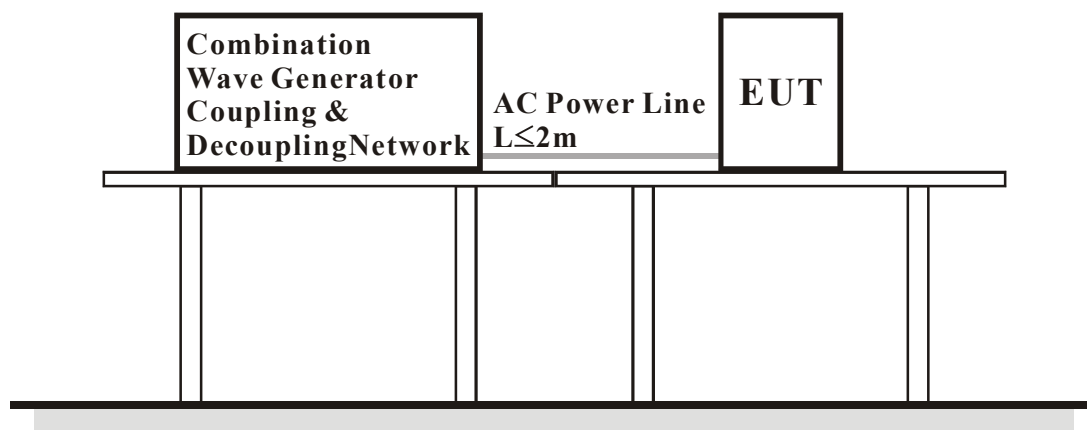 Combination
Wave Generator
Coupling &
DecouplingNetwork
AC Power Line
L≤2m
EUT